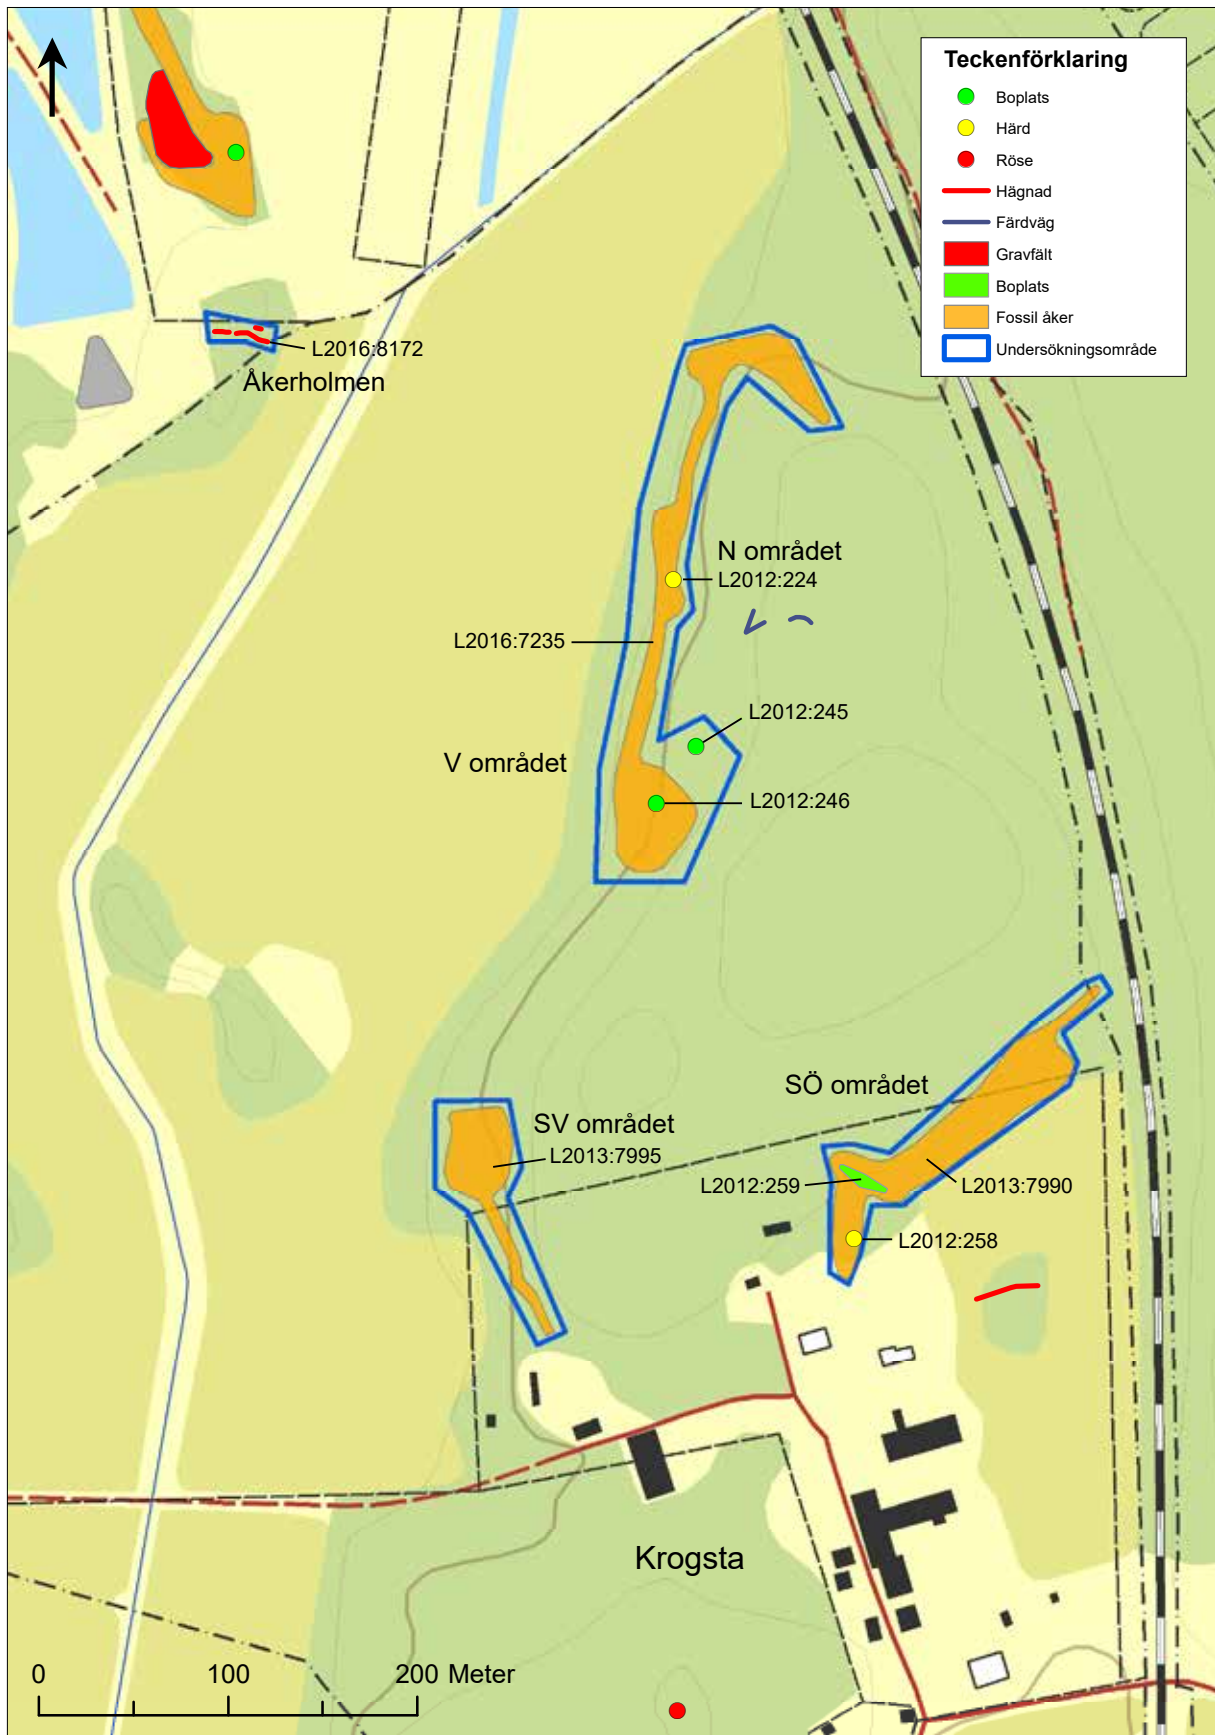 Teckenförklaring
Boplats
Härd
Röse
Hägnad
Färdväg
Gravfält
Boplats
Fossil åker
Undersökningsområde
L2016:8172
Åkerholmen
N området
L2012:224
L2016:7235
L2012:245
V området
L2012:246
SÖ området
SV området
L2013:7995
L2012:259
L2013:7990
L2012:258
Krogsta
0 100 200 Meter